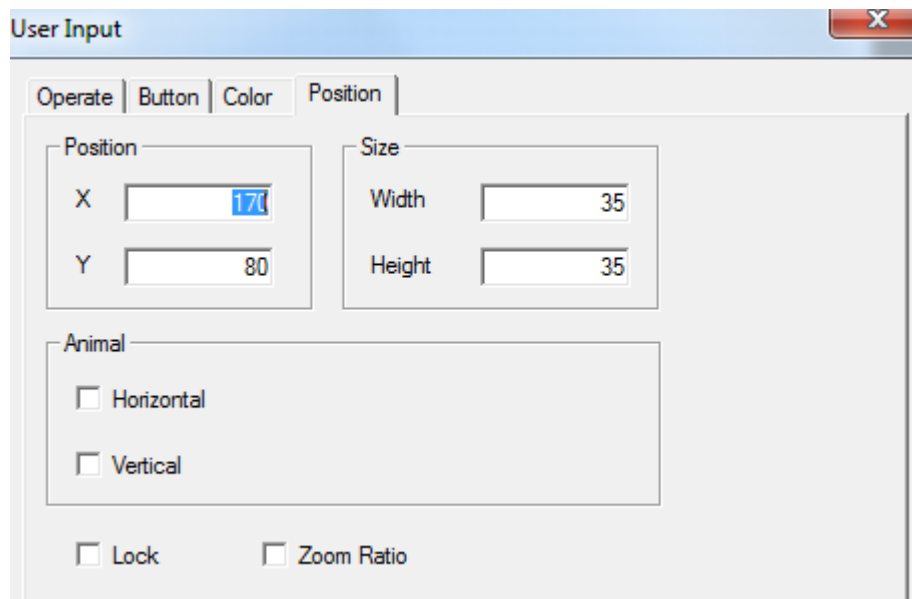 User Input
Operate Button Color Position
Position
X 170
Y 80
Size
Width 35
Height 35
Animal
Horizontal
Vertical
Lock Zoom Ratio